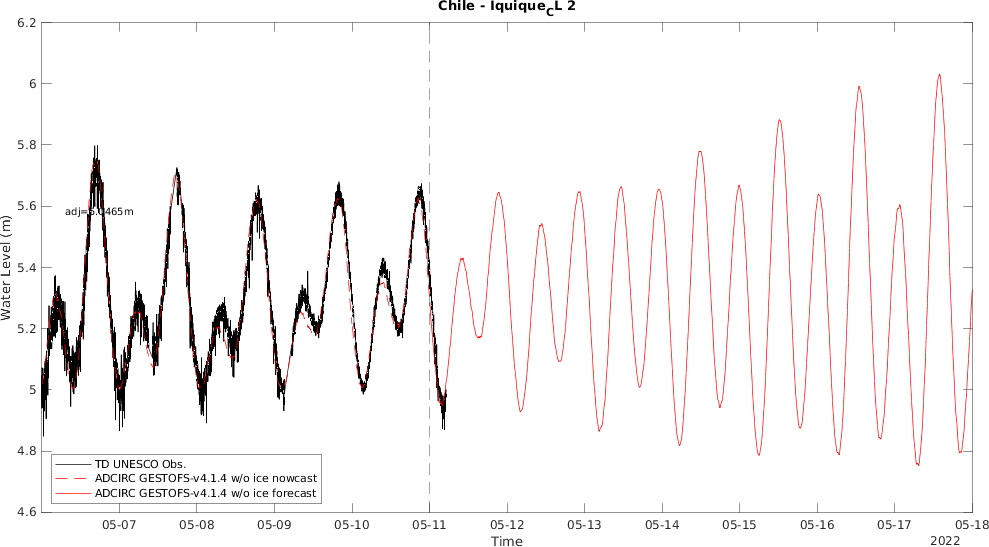 Chile - Iquique_CL 2
6.2
6
5.8
5.6
5.4
5.2
5
4.8
4.6
Water Level (m)
adj=5.0465m
TD UNESCO Obs.
ADCIRC GESTOFS-v4.1.4 w/o ice nowcast
ADCIRC GESTOFS-v4.1.4 w/o ice forecast
05-07 05-08 05-09 05-10 05-11 05-12 05-13 05-14 05-15 05-16 05-17 05-18
Time
2022